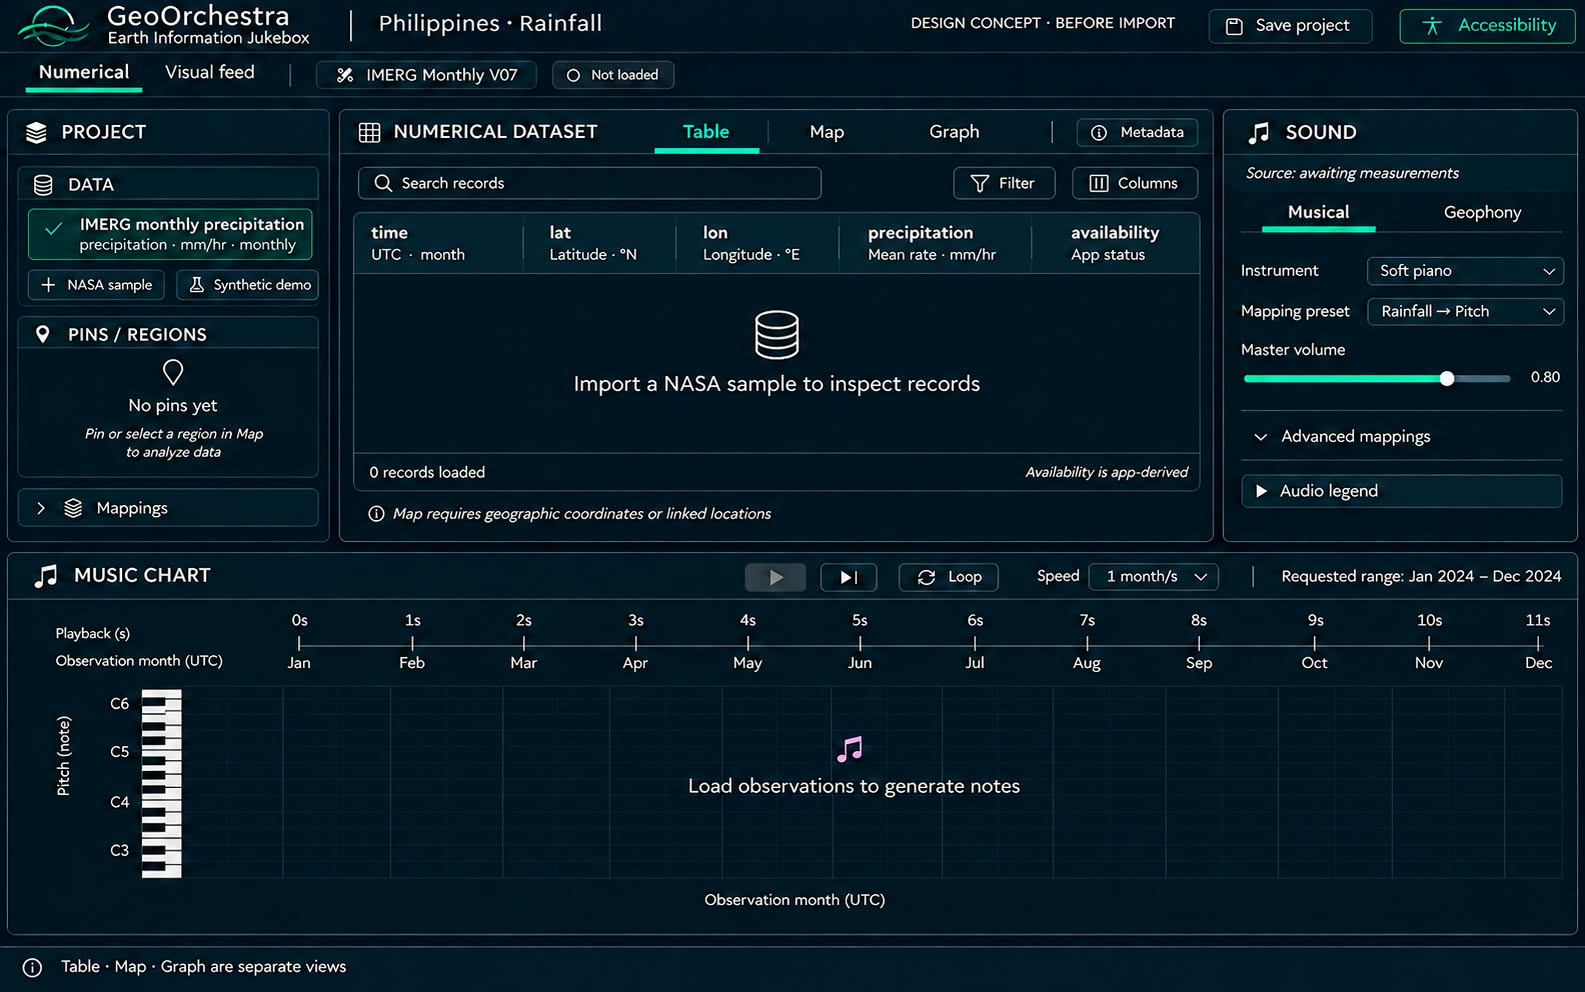 GeoOrchestra
Earth Information Jukebox
Philippines · Rainfall
DESIGN CONCEPT · BEFORE IMPORT
Save project
Accessibility
Numerical
Visual feed
IMERG Monthly V07
Not loaded
PROJECT
DATA
IMERG monthly precipitation
precipitation · mm/hr · monthly
NASA sample
Synthetic demo
PINS / REGIONS
No pins yet
Pin or select a region in Map
to analyze data
Mappings
NUMERICAL DATASET
Table
Map
Graph
Metadata
Search records
Filter
Columns
time
UTC · month
lat
Latitude · °N
lon
Longitude · °E
precipitation
Mean rate · mm/hr
availability
App status
Import a NASA sample to inspect records
0 records loaded
Availability is app-derived
Map requires geographic coordinates or linked locations
SOUND
Source: awaiting measurements
Musical
Geophony
Instrument
Soft piano
Mapping preset
Rainfall → Pitch
Master volume
0.80
Advanced mappings
Audio legend
MUSIC CHART
Loop
Speed
1 month/s
Requested range: Jan 2024 – Dec 2024
Playback (s)
0s 1s 2s 3s 4s 5s 6s 7s 8s 9s 10s 11s
Observation month (UTC)
Jan Feb Mar Apr May Jun Jul Aug Sep Oct Nov Dec
Pitch (note)
C6
C5
C4
C3
Load observations to generate notes
Observation month (UTC)
Table · Map · Graph are separate views